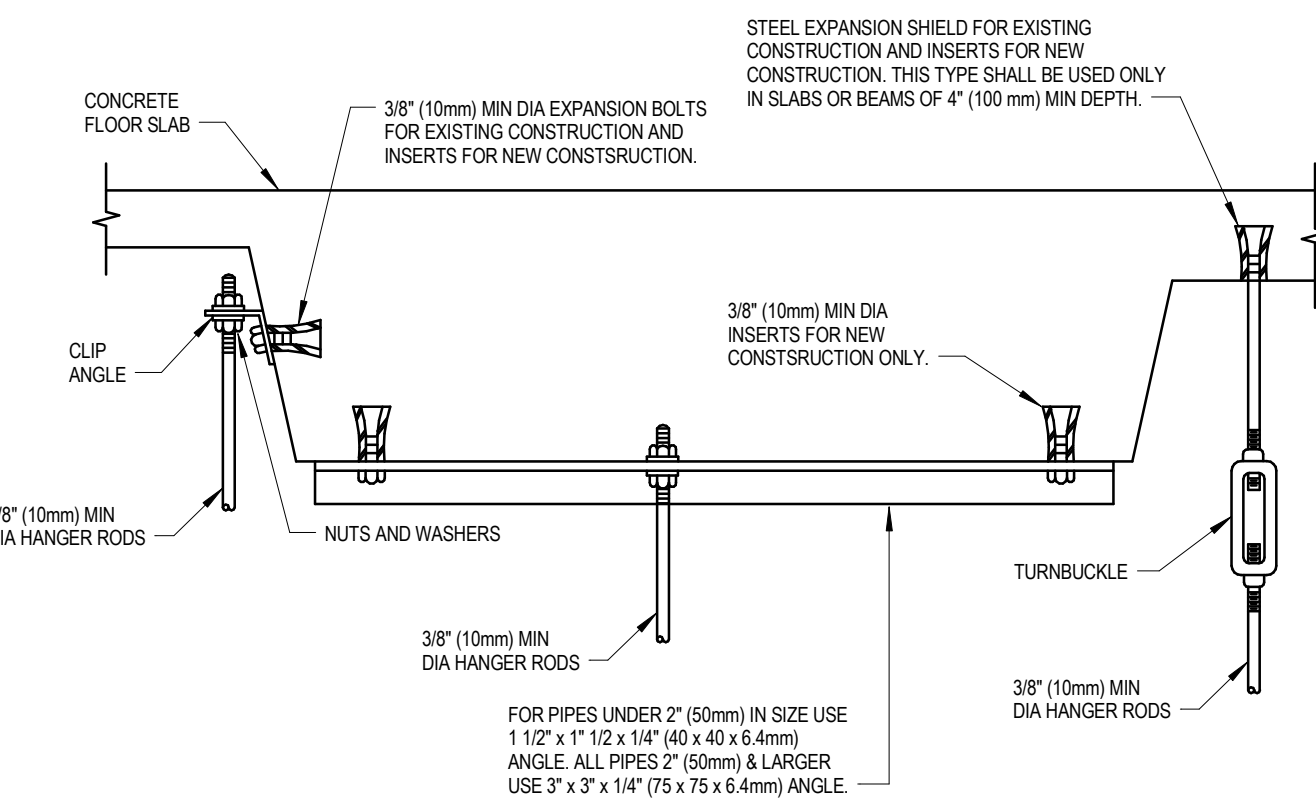 STEEL EXPANSION SHIELD FOR EXISTING
CONSTRUCTION AND INSERTS FOR NEW
CONSTRUCTION. THIS TYPE SHALL BE USED ONLY
IN SLABS OR BEAMS OF 4" (100 mm) MIN DEPTH.
CONCRETE
FLOOR SLAB
3/8" (10mm) MIN DIA EXPANSION BOLTS
FOR EXISTING CONSTRUCTION AND
INSERTS FOR NEW CONSTSRUCTION.
3/8" (10mm) MIN DIA
INSERTS FOR NEW
CONSTSRUCTION ONLY.
CLIP
ANGLE
/8" (10mm) MIN
IA HANGER RODS
NUTS AND WASHERS
TURNBUCKLE
3/8" (10mm) MIN
DIA HANGER RODS
3/8" (10mm) MIN
DIA HANGER RODS
FOR PIPES UNDER 2" (50mm) IN SIZE USE
1 1/2" x 1" 1/2 x 1/4" (40 x 40 x 6.4mm)
ANGLE. ALL PIPES 2" (50mm) & LARGER
USE 3" x 3" x 1/4" (75 x 75 x 6.4mm) ANGLE.